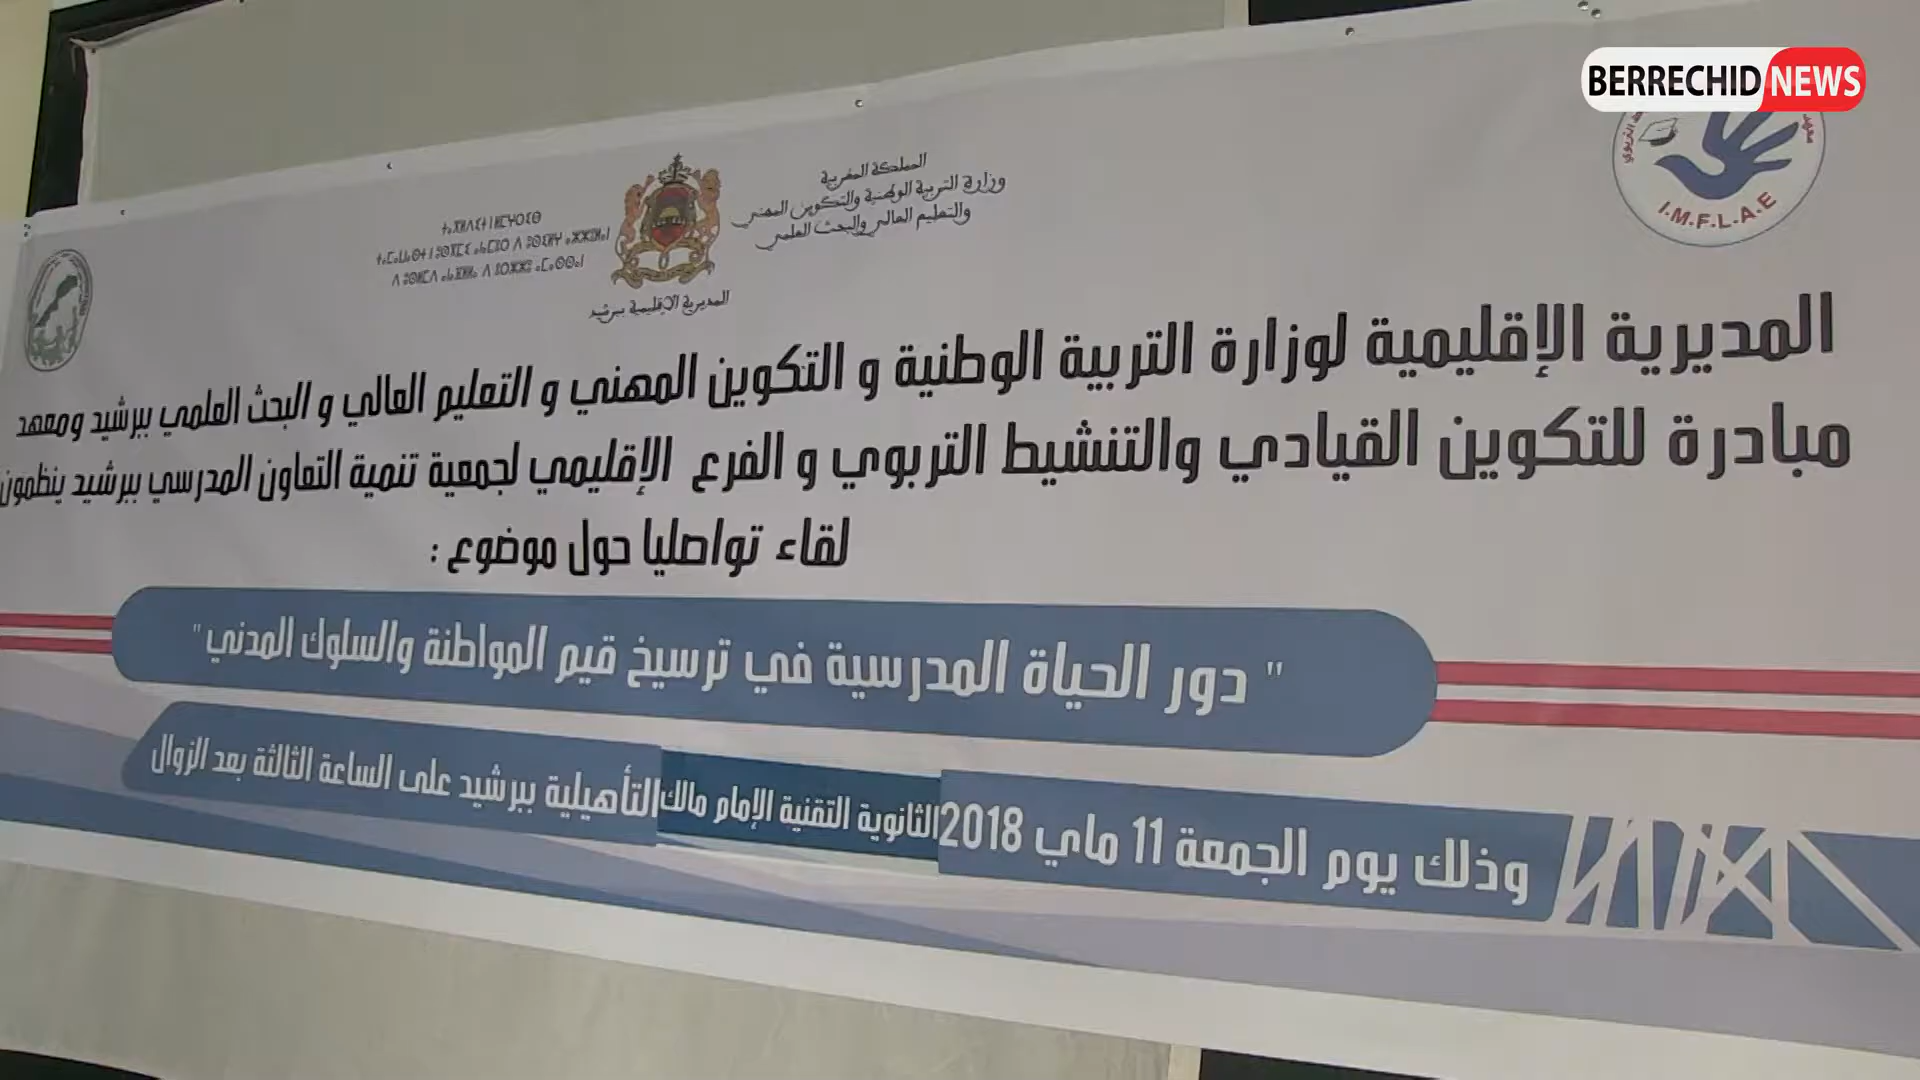 BERRECHID NEWS
I.M.F.L.A.E
المملكة المغربية
وزارة التربية الوطنية والتكوين المهني
والتعليم العالي والبحث العلمي
المديرية الإقليمية ببرشيد
المديرية الإقليمية لوزارة التربية الوطنية و التكوين المهني و التعليم العالي و البحث العلمي ببرشيد ومعهد
مبادرة للتكوين القيادي والتنشيط التربوي و الفرع الإقليمي لجمعية تنمية التعاون المدرسي ببرشيد ينظمون
لقاء تواصليا حول موضوع :
" دور الحياة المدرسية في ترسيخ قيم المواطنة والسلوك المدني "
وذلك يوم الجمعة 11 ماي 2018 الثانوية التقنية الإمام مالك التأهيلية ببرشيد على الساعة الثالثة بعد الزوال